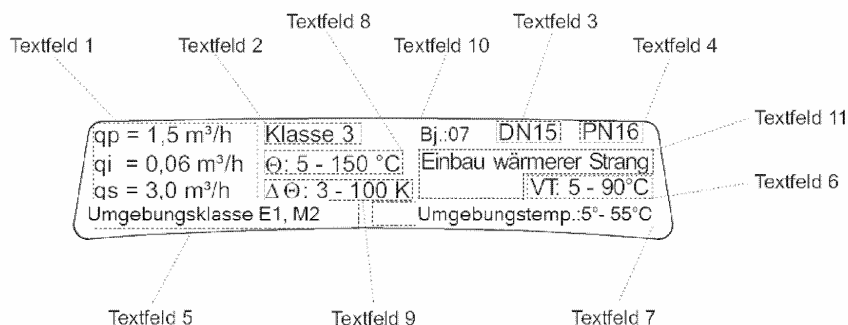 Textfeld 8 Textfeld 3
Textfeld 1 Textfeld 2 Textfeld 10 Textfeld 4
Textfeld 11
qp = 1,5 m³/h Klasse 3 Bj.:07 DN15 PN16
qi = 0,06 m³/h Θ: 5 - 150 °C Einbau wärmerer Strang
qs = 3,0 m³/h ΔΘ: 3 - 100 K VT: 5 - 90°C
Textfeld 6
Umgebungsklasse E1, M2 Umgebungstemp.:5°- 55°C
Textfeld 5 Textfeld 9 Textfeld 7